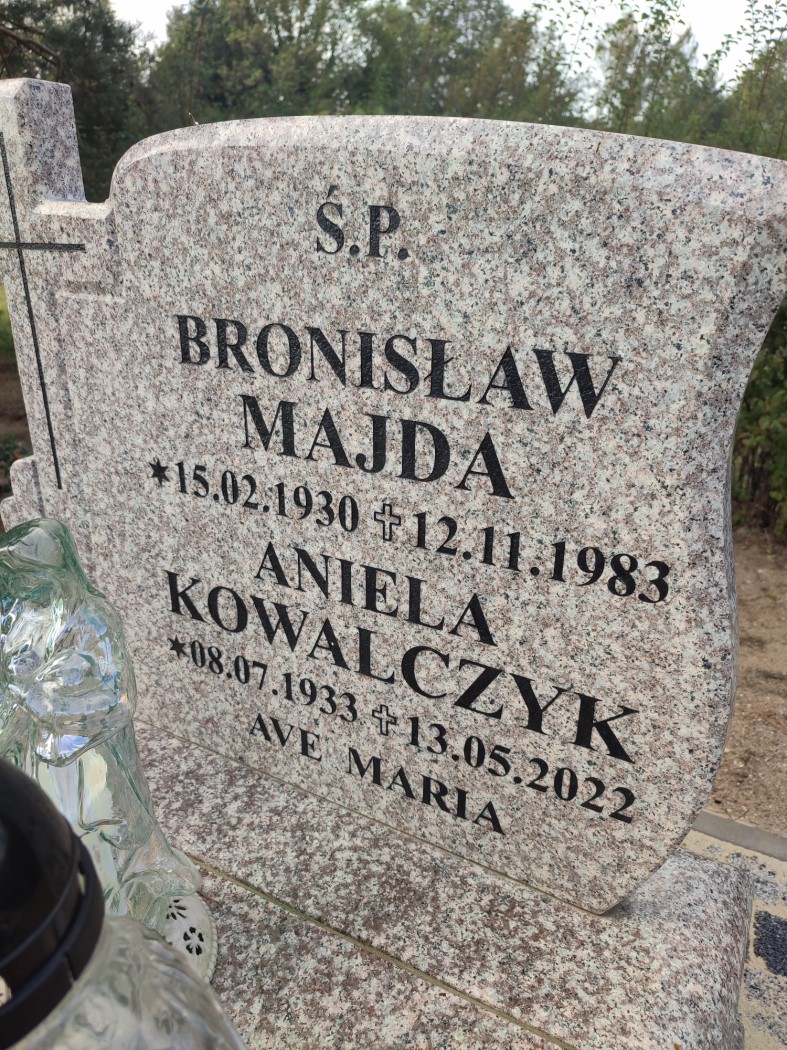 Ś.P.
BRONISŁAW
MAJDA
*15.02.1930 ✝ 12.11.1983
ANIELA
KOWALCZYK
*08.07.1933 ✝ 13.05.2022
AVE MARIA